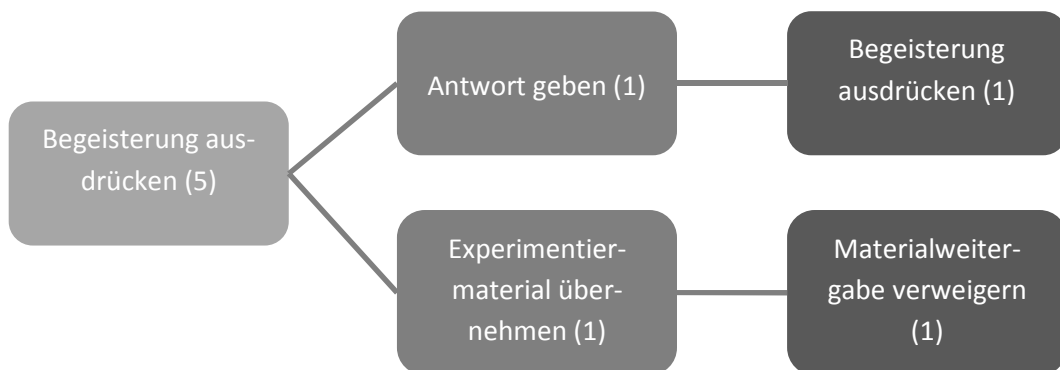 Begeisterung aus-
drücken (5)
Antwort geben (1)
Begeisterung
ausdrücken (1)
Experimentier-
material über-
nehmen (1)
Materialweiter-
gabe verweigern
(1)